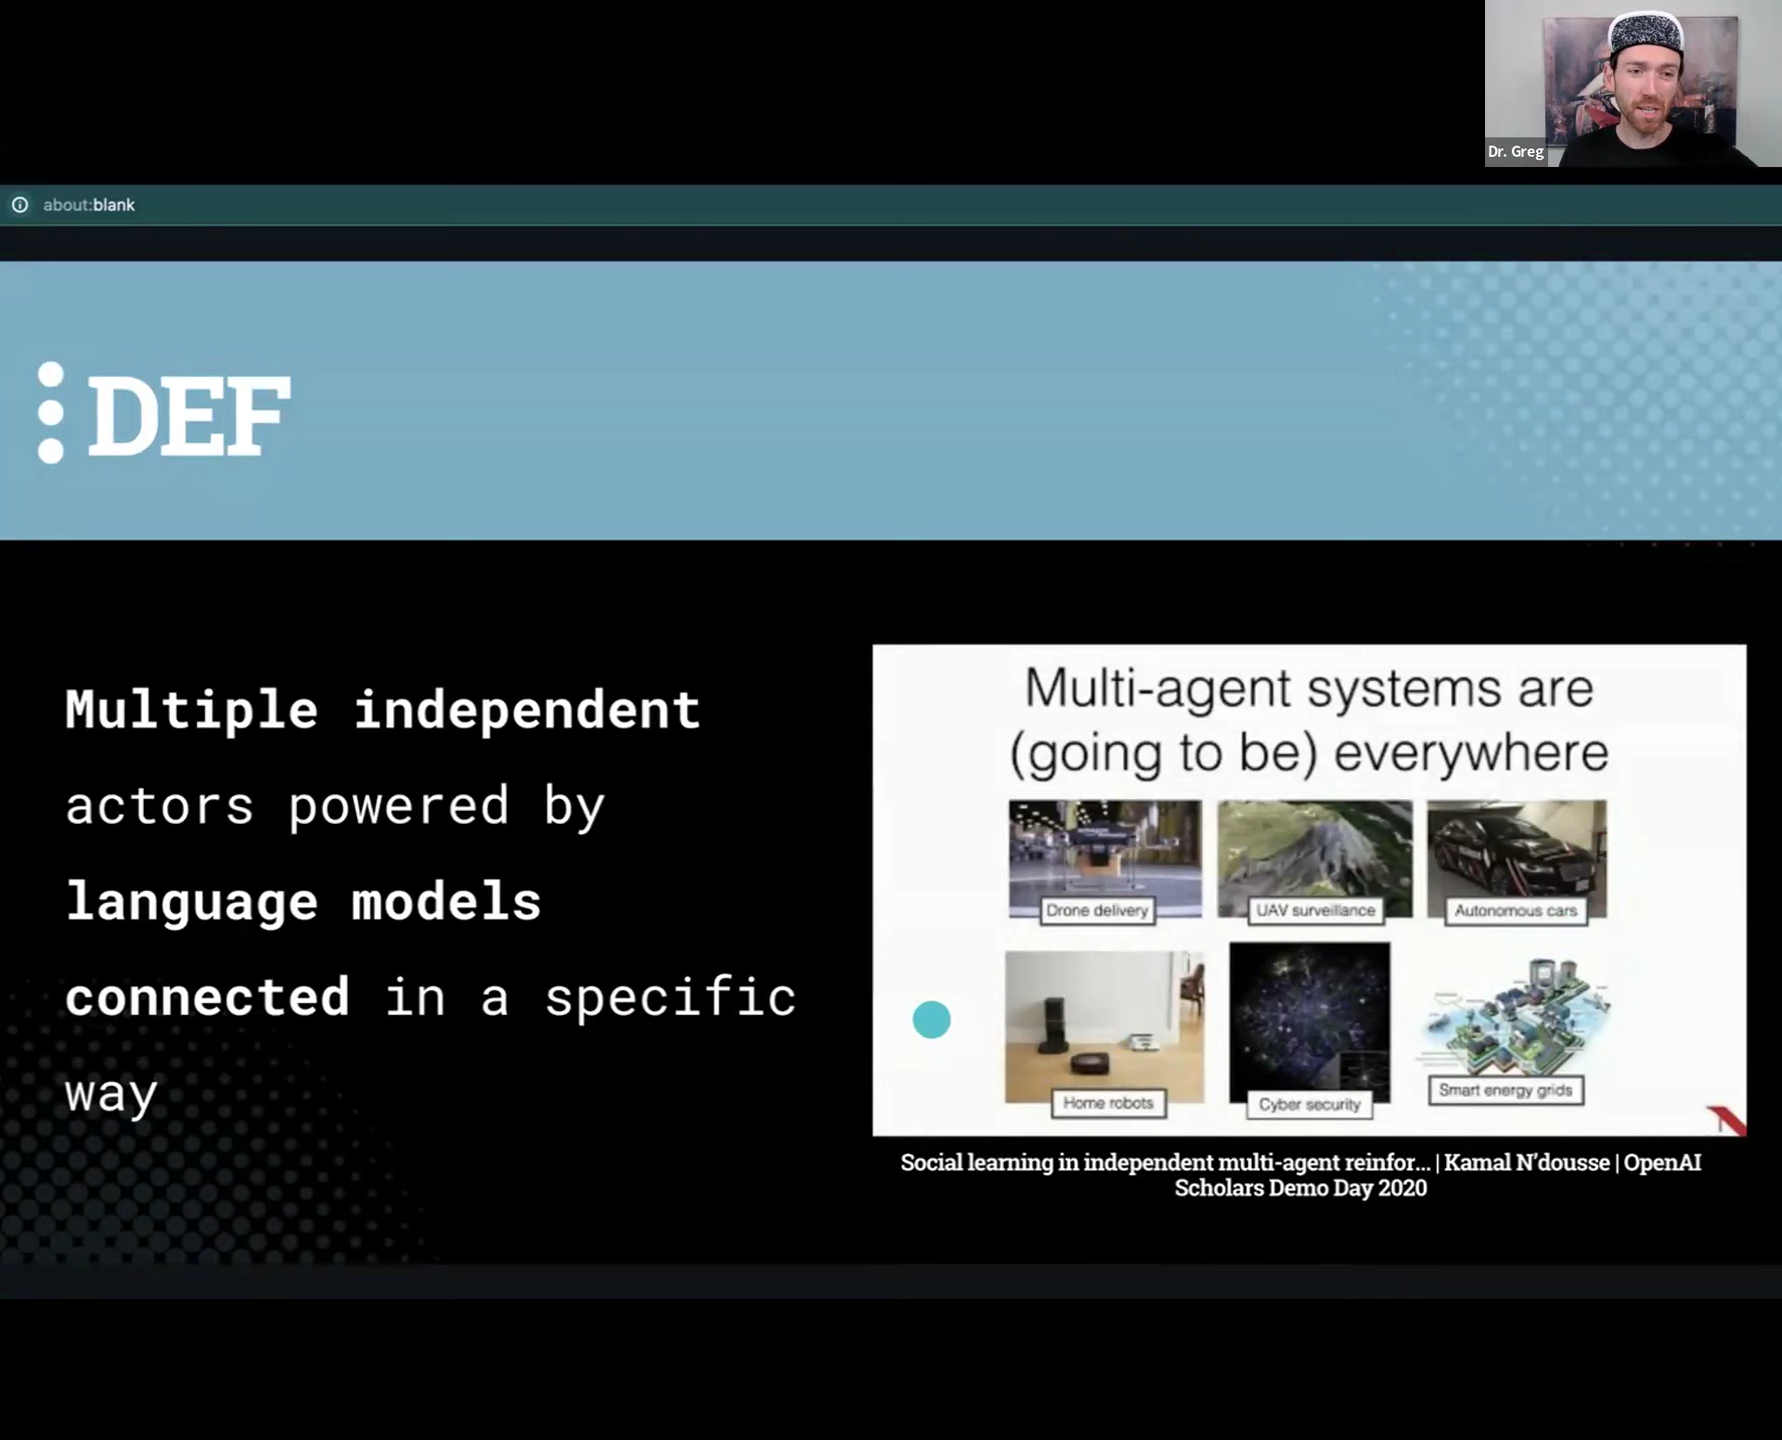 Dr. Greg
about:blank
DEF
Multiple independent
actors powered by
language models
connected in a specific
way
Multi-agent systems are
(going to be) everywhere
Drone delivery
UAV surveillance
Autonomous cars
Home robots
Cyber security
Smart energy grids
Social learning in independent multi-agent reinfor... | Kamal N'dousse | OpenAI
Scholars Demo Day 2020